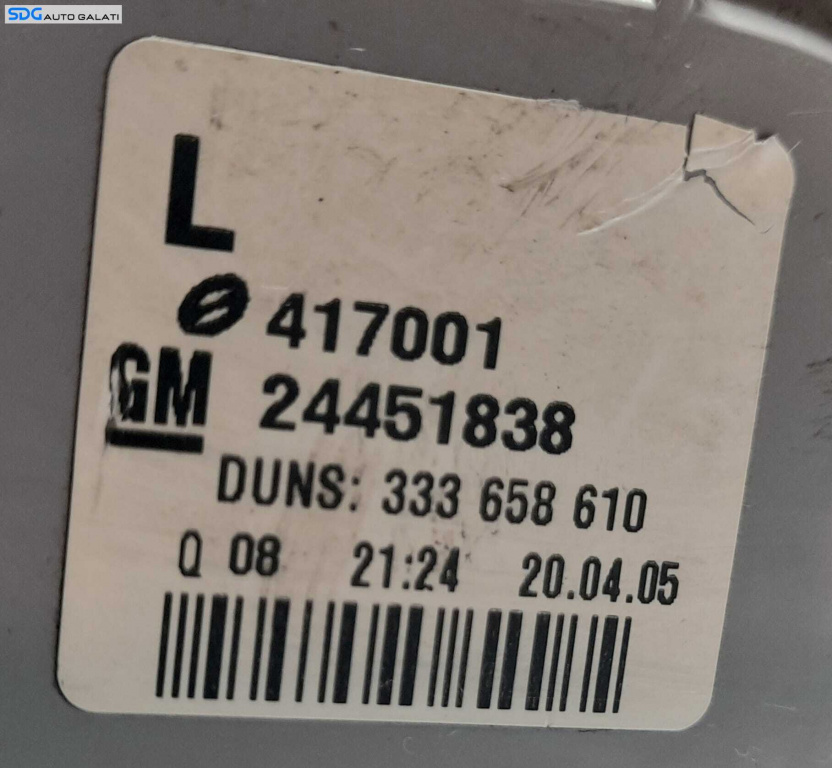 SDG AUTO GALATI
L
417001
GM 24451838
DUNS: 333 658 610
Q 08 21:24 20.04.05